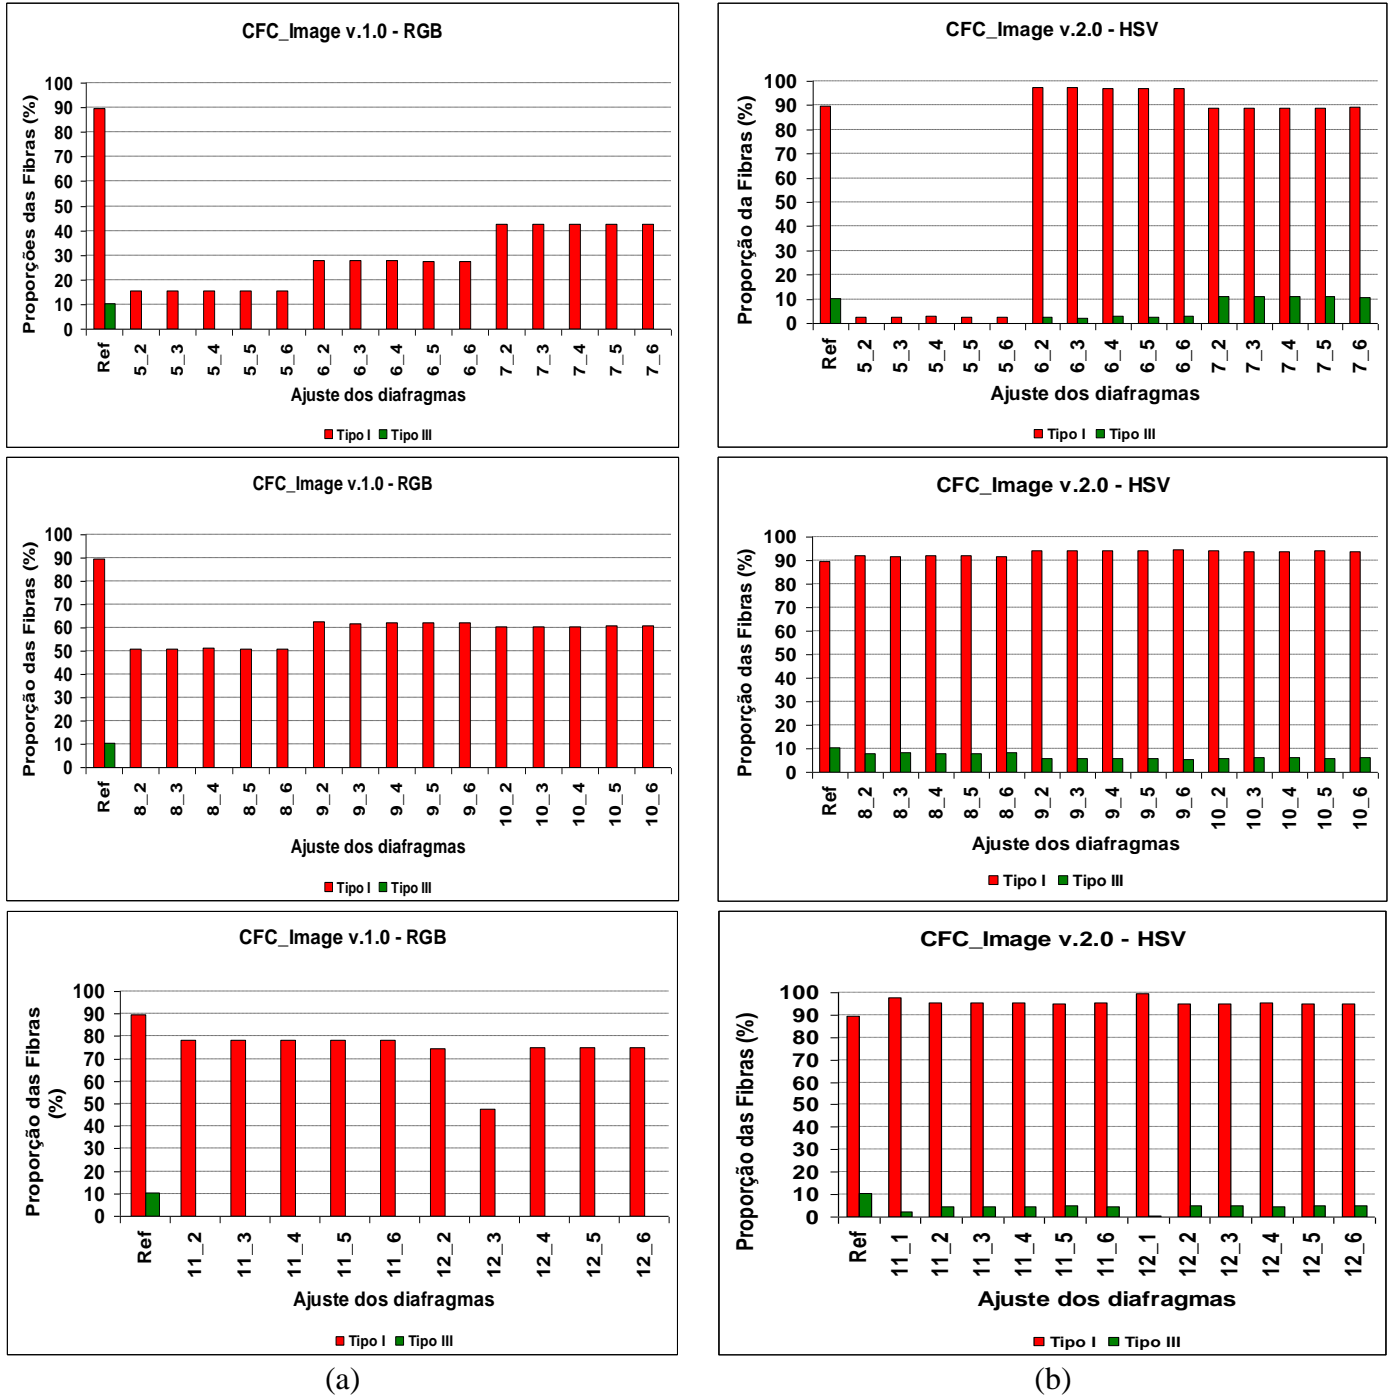 CFC_Image v.1.0 - RGB
Proporções das Fibras (%)
100
90
80
70
60
50
40
30
20
10
0
Ref 5_2 5_3 5_4 5_5 5_6 6_2 6_3 6_4 6_5 6_6 7_2 7_3 7_4 7_5 7_6
Ajuste dos diafragmas
Tipo I Tipo III
CFC_Image v.2.0 - HSV
Proporção da Fibras (%)
100
90
80
70
60
50
40
30
20
10
0
Ref 5_2 5_3 5_4 5_5 5_6 6_2 6_3 6_4 6_5 6_6 7_2 7_3 7_4 7_5 7_6
Ajuste dos diafragmas
Tipo I Tipo III
CFC_Image v.1.0 - RGB
Proporção das Fibras (%)
100
90
80
70
60
50
40
30
20
10
0
Ref 8_2 8_3 8_4 8_5 8_6 9_2 9_3 9_4 9_5 9_6 10_2 10_3 10_4 10_5 10_6
Ajuste dos diafragmas
Tipo I Tipo III
CFC_Image v.2.0 - HSV
Proporção das Fibras (%)
100
90
80
70
60
50
40
30
20
10
0
Ref 8_2 8_3 8_4 8_5 8_6 9_2 9_3 9_4 9_5 9_6 10_2 10_3 10_4 10_5 10_6
Ajuste dos diafragmas
Tipo I Tipo III
CFC_Image v.1.0 - RGB
Proporção das Fibras
(%)
100
90
80
70
60
50
40
30
20
10
0
Ref 11_2 11_3 11_4 11_5 11_6 12_2 12_3 12_4 12_5 12_6
Ajuste dos diafragmas
Tipo I Tipo III
CFC_Image v.2.0 - HSV
Proporção das Fibras (%)
100
90
80
70
60
50
40
30
20
10
0
Ref 11_1 11_2 11_3 11_4 11_5 11_6 12_1 12_2 12_3 12_4 12_5 12_6
Ajuste dos diafragmas
Tipo I Tipo III
(a)
(b)